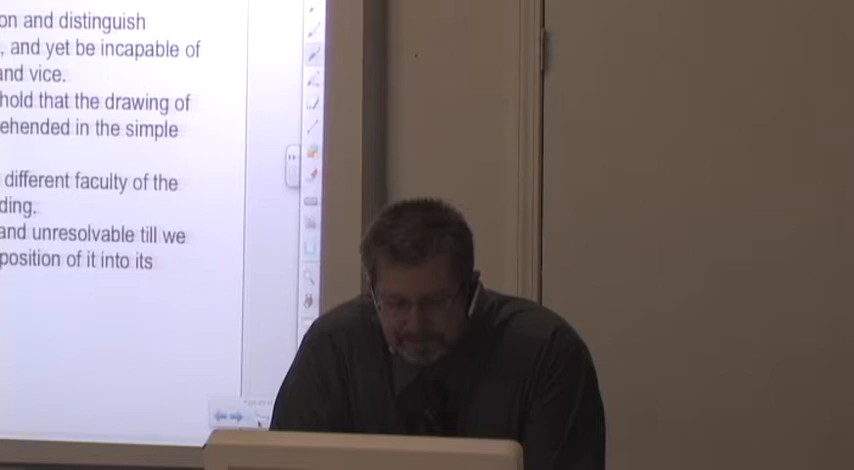 on and distinguish
, and yet be incapable of
and vice.
hold that the drawing of
ehended in the simple
different faculty of the
ding.
and unresolvable till we
position of it into its